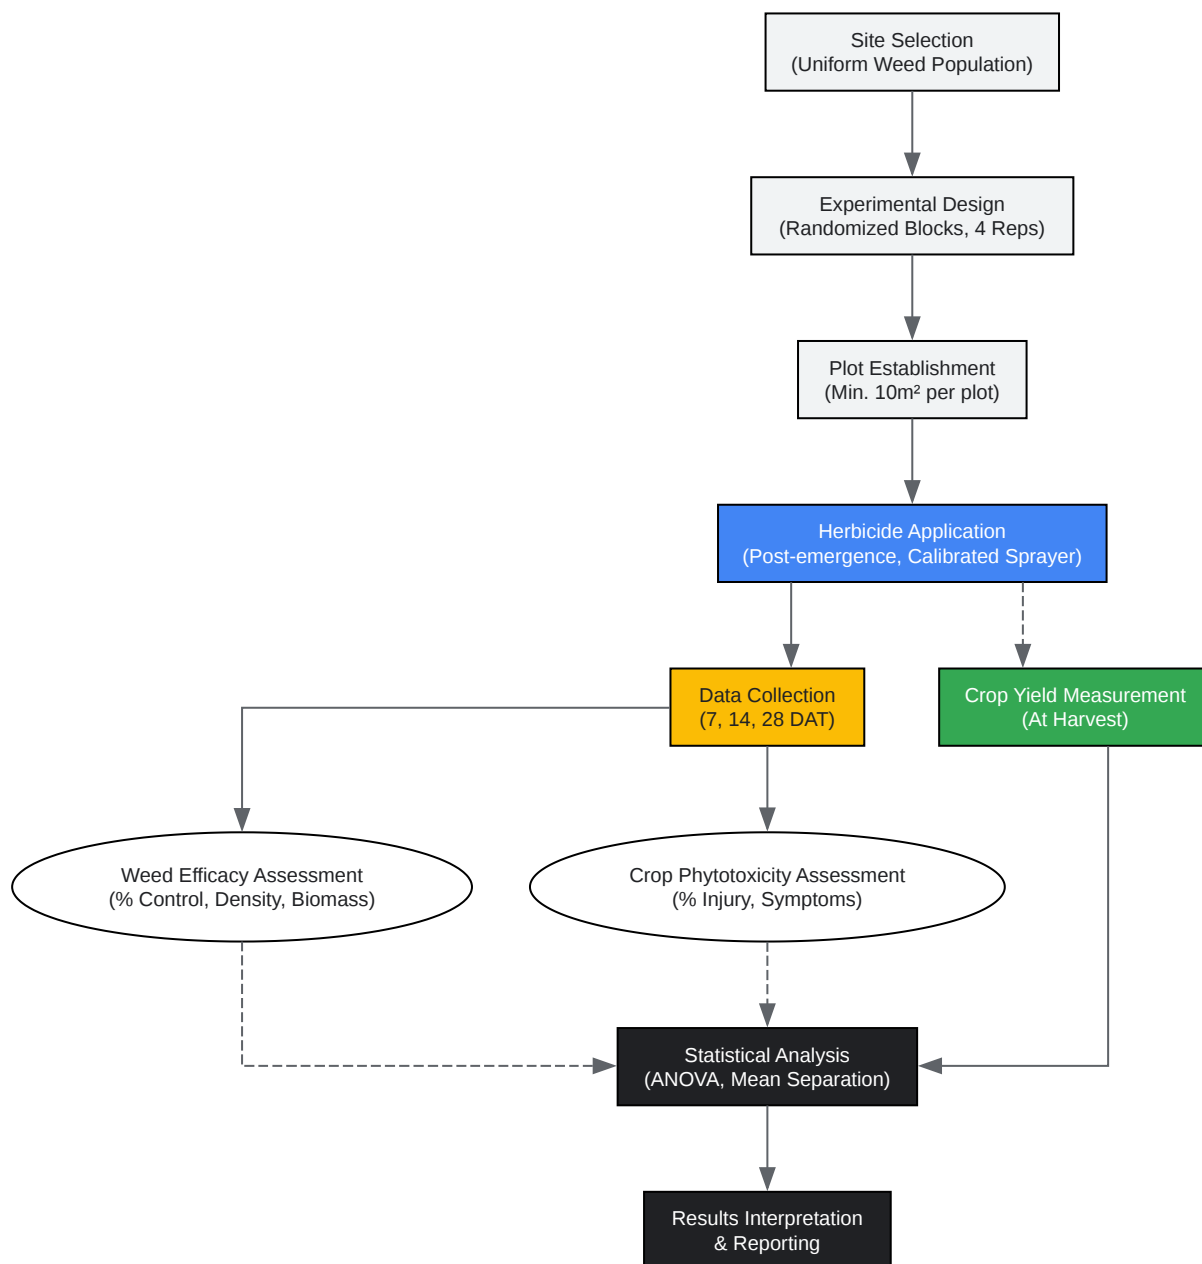 Site Selection
(Uniform Weed Population)
Experimental Design
(Randomized Blocks, 4 Reps)
Plot Establishment
(Min. 10m² per plot)
Herbicide Application
(Post-emergence, Calibrated Sprayer)
Data Collection
(7, 14, 28 DAT)
Crop Yield Measurement
(At Harvest)
Weed Efficacy Assessment
(% Control, Density, Biomass)
Crop Phytotoxicity Assessment
(% Injury, Symptoms)
Statistical Analysis
(ANOVA, Mean Separation)
Results Interpretation
& Reporting